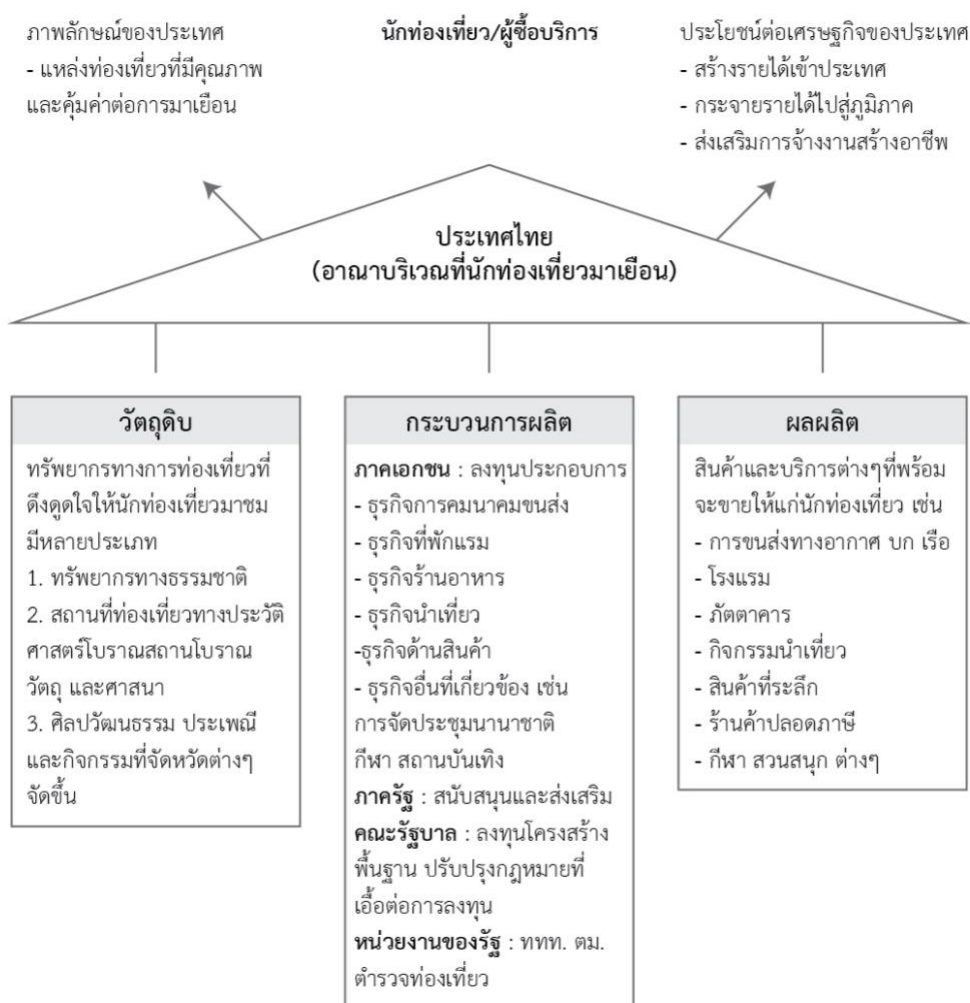 ภาพลักษณ์ของประเทศ
- แหล่งท่องเที่ยวที่มีคุณภาพ
และคุ้มค่าต่อการมาเยือน
นักท่องเที่ยว/ผู้ซื้อบริการ
ประโยชน์ต่อเศรษฐกิจของประเทศ
- สร้างรายได้เข้าประเทศ
- กระจายรายได้ไปสู่ภูมิภาค
- ส่งเสริมการจ้างงานสร้างอาชีพ
ประเทศไทย
(อาณาบริเวณที่นักท่องเที่ยวมาเยือน)
วัตถุดิบ
ทรัพยากรทางการท่องเที่ยวที่
ดึงดูดใจให้นักท่องเที่ยวมาชม
มีหลายประเภท
1. ทรัพยากรทางธรรมชาติ
2. สถานที่ท่องเที่ยวทางประวัติ
ศาสตร์โบราณสถานโบราณ
วัตถุ และศาสนา
3. ศิลปวัฒนธรรม ประเพณี
และกิจกรรมที่จัดหวัดต่างๆ
จัดขึ้น
กระบวนการผลิต
ภาคเอกชน : ลงทุนประกอบการ
- ธุรกิจการคมนาคมขนส่ง
- ธุรกิจที่พักแรม
- ธุรกิจร้านอาหาร
- ธุรกิจนำเที่ยว
-ธุรกิจด้านสินค้า
- ธุรกิจอื่นที่เกี่ยวข้อง เช่น
การจัดประชุมนานาชาติ
กีฬา สถานบันเทิง
ภาครัฐ : สนับสนุนและส่งเสริม
คณะรัฐบาล : ลงทุนโครงสร้าง
พื้นฐาน ปรับปรุงกฎหมายที่
เอื้อต่อการลงทุน
หน่วยงานของรัฐ : ททท. ตม.
ตำรวจท่องเที่ยว
ผลผลิต
สินค้าและบริการต่างๆที่พร้อม
จะขายให้แก่นักท่องเที่ยว เช่น
- การขนส่งทางอากาศ บก เรือ
- โรงแรม
- ภัตตาคาร
- กิจกรรมนำเที่ยว
- สินค้าที่ระลึก
- ร้านค้าปลอดภาษี
- กีฬา สวนสนุก ต่างๆ